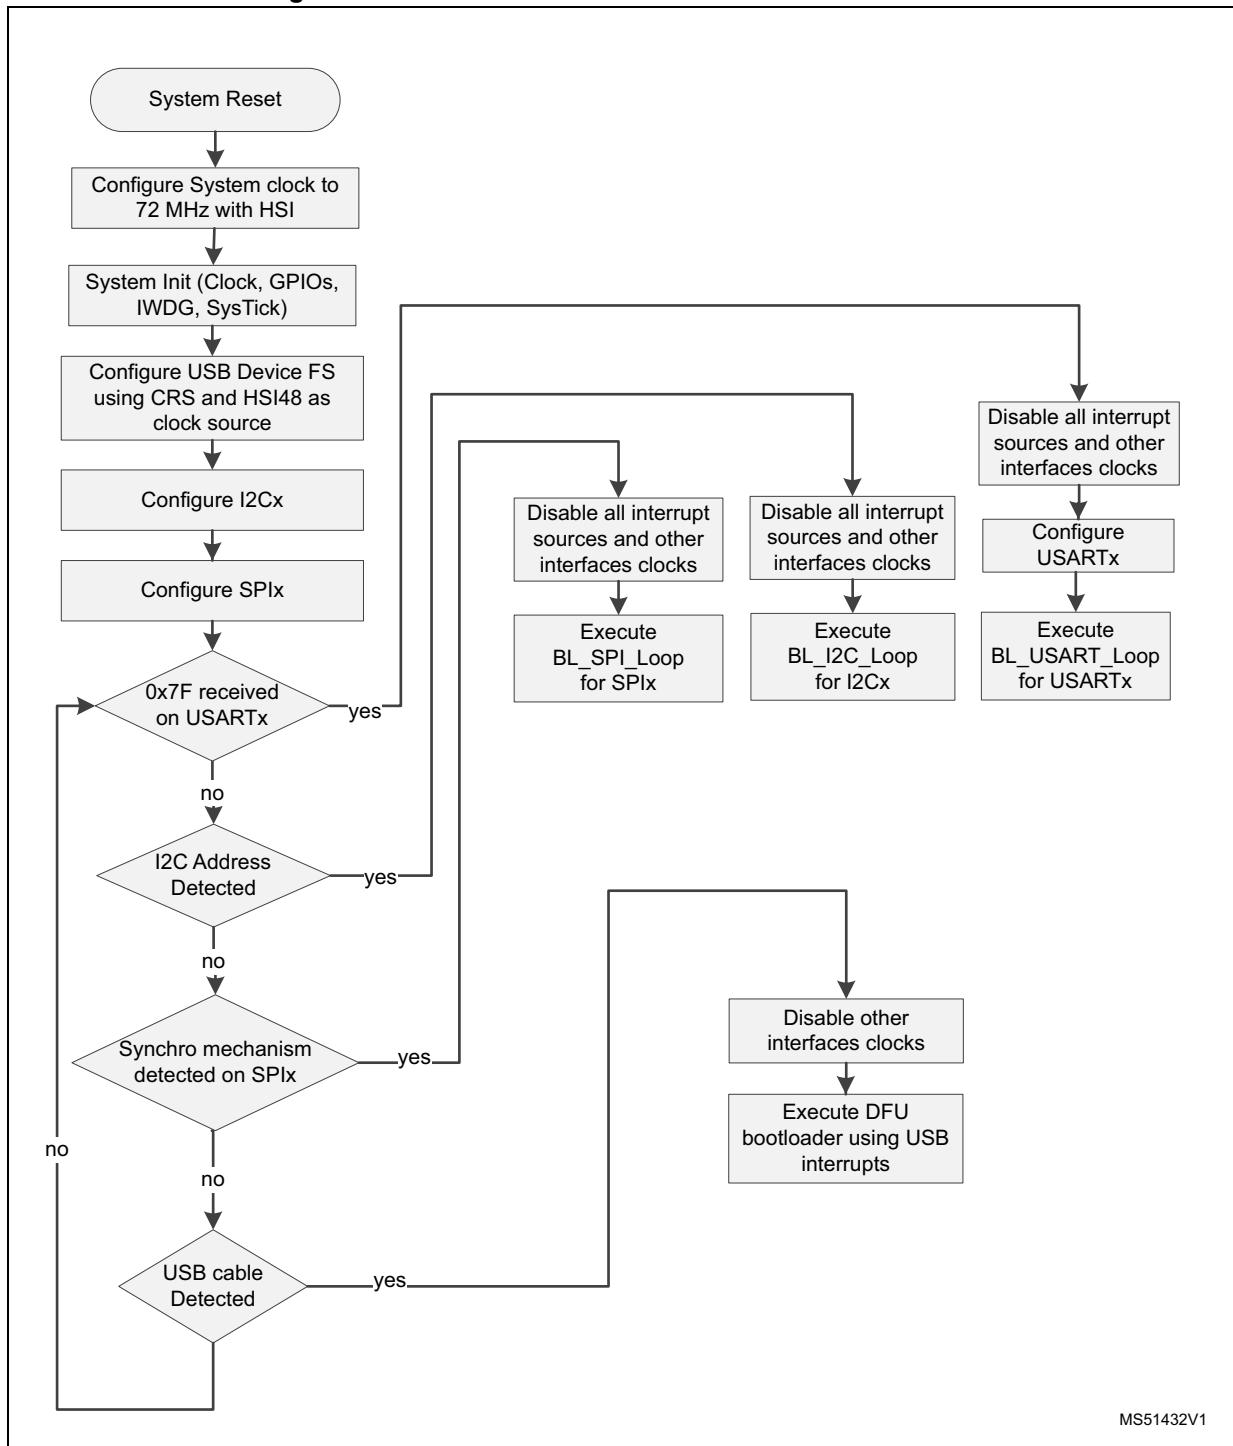 System Reset
Configure System clock to
72 MHz with HSI
System Init (Clock, GPIOs,
IWDG, SysTick)
Configure USB Device FS
using CRS and HSI48 as
clock source
Configure I2Cx
Configure SPIx
0x7F received
on USARTx
yes
no
I2C Address
Detected
yes
no
Synchro mechanism
detected on SPIx
yes
no
USB cable
Detected
yes
no
Disable all interrupt
sources and other
interfaces clocks
Execute
BL_SPI_Loop
for SPIx
Disable all interrupt
sources and other
interfaces clocks
Execute
BL_I2C_Loop
for I2Cx
Disable all interrupt
sources and other
interfaces clocks
Configure
USARTx
Execute
BL_USART_Loop
for USARTx
Disable other
interfaces clocks
Execute DFU
bootloader using USB
interrupts
MS51432V1